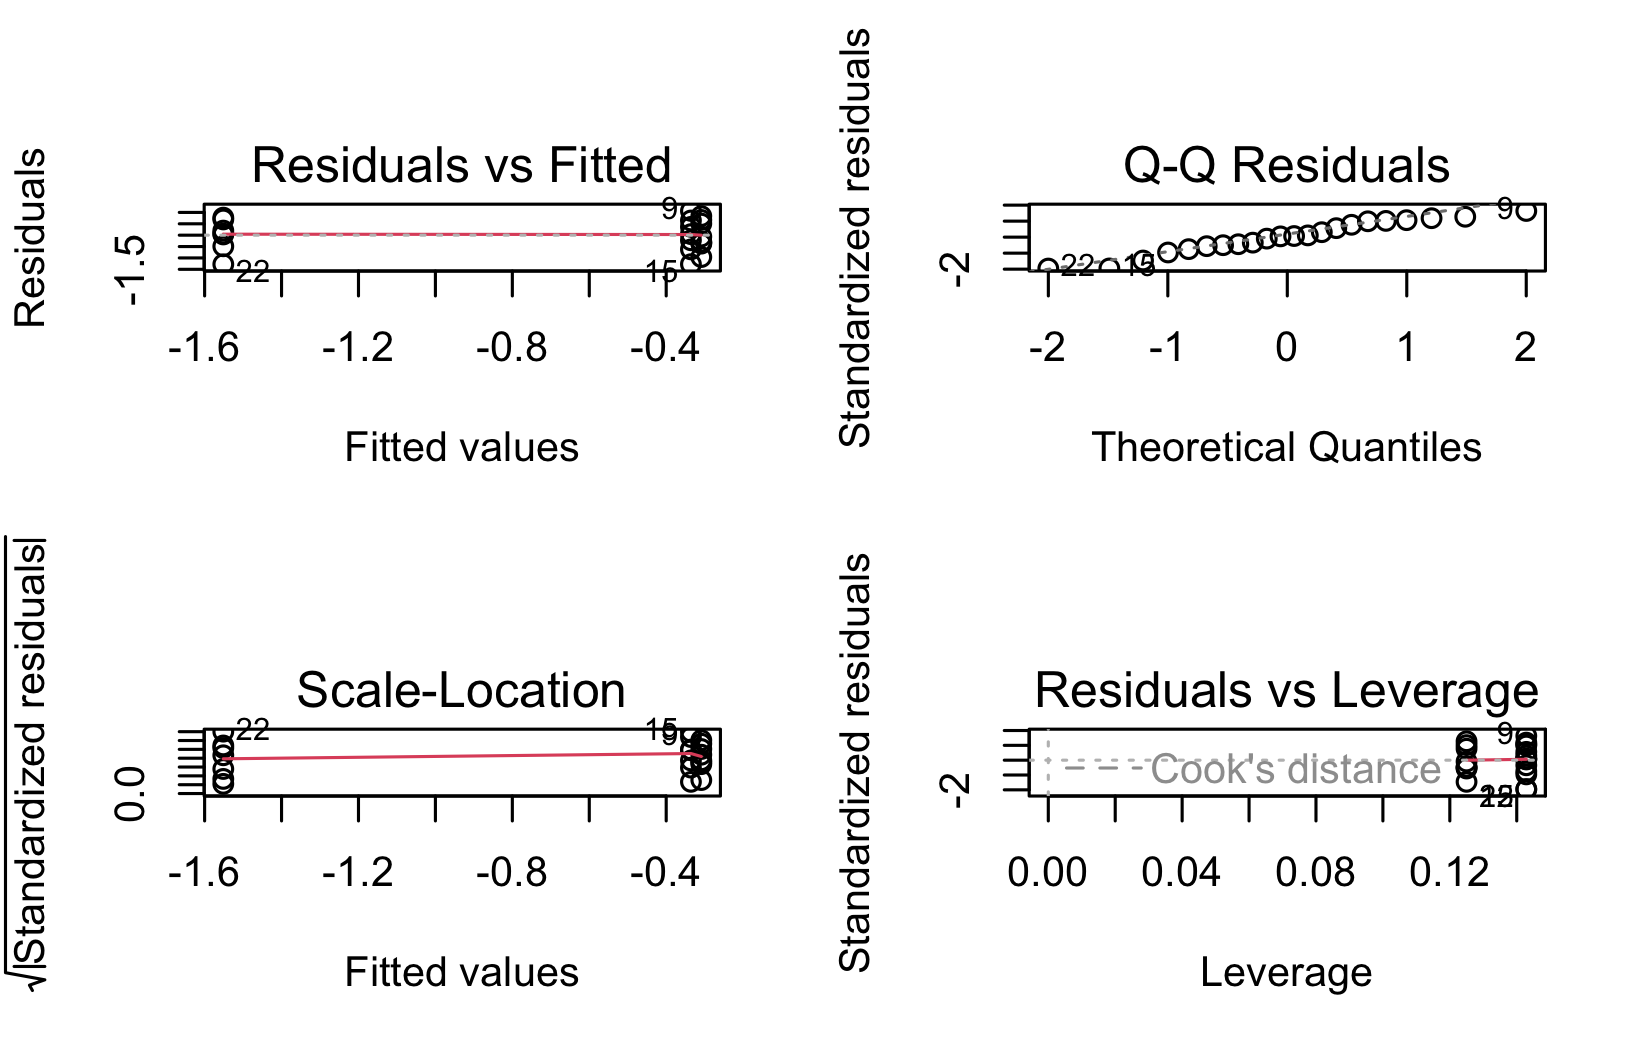 Residuals vs Fitted
Residuals
-1.5
9
22
15
-1.6 -1.2 -0.8 -0.4
Fitted values
Q-Q Residuals
Standardized residuals
-2
9
22
15
-2 -1 0 1 2
Theoretical Quantiles
Scale-Location
√|Standardized residuals|
0.0
22
15
9
-1.6 -1.2 -0.8 -0.4
Fitted values
Residuals vs Leverage
Standardized residuals
-2
9
Cook's distance
0.00 0.04 0.08 0.12
Leverage